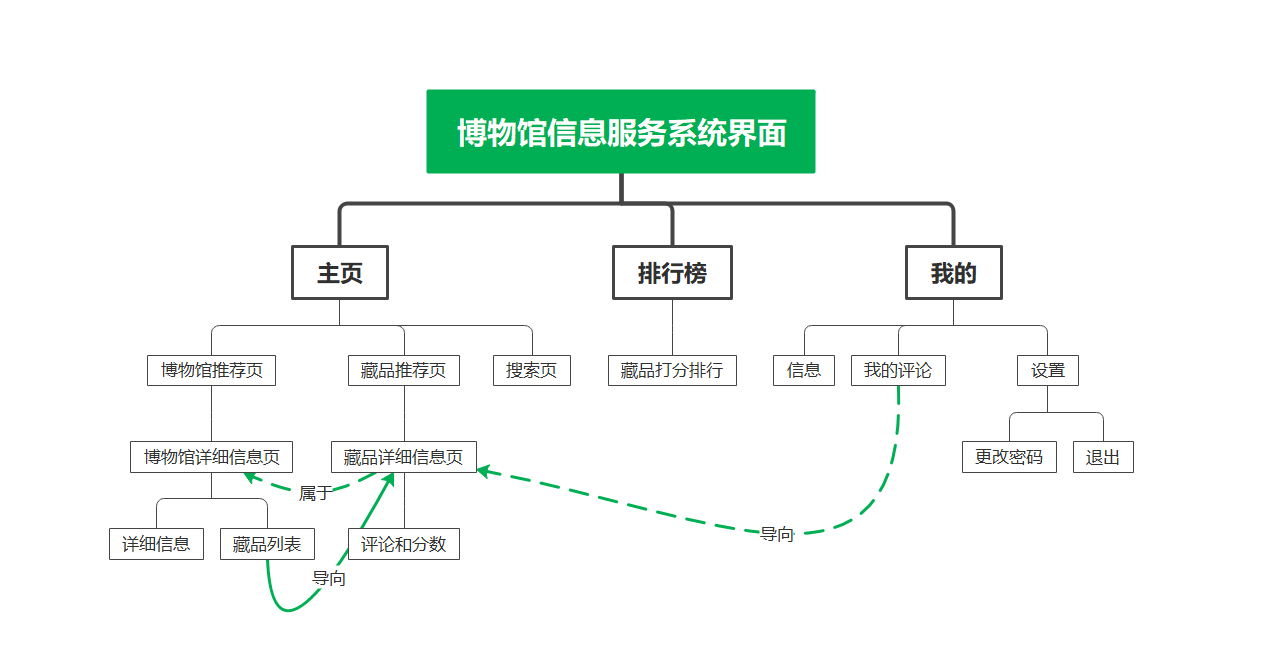 博物馆信息服务系统界面
主页
排行榜
我的
博物馆推荐页
藏品推荐页
搜索页
藏品打分排行
信息
我的评论
设置
博物馆详细信息页
藏品详细信息页
更改密码
退出
属于
导向
详细信息
藏品列表
评论和分数
导向